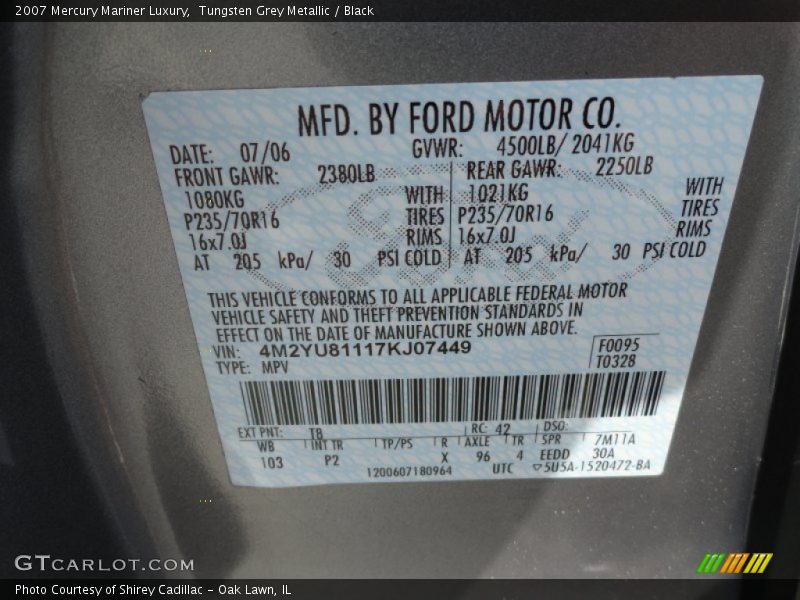 2007 Mercury Mariner Luxury,  Tungsten Grey Metallic / Black
MFD. BY FORD MOTOR CO.
DATE: 07/06 GVWR: 4500LB/ 2041KG
FRONT GAWR: 2380LB REAR GAWR: 2250LB
1080KG WITH 1021KG WITH
P235/70R16 TIRES P235/70R16 TIRES
16x7.0J RIMS 16x7.0J RIMS
AT 205 kPa/ 30 PSI COLD AT 205 kPa/ 30 PSI COLD
THIS VEHICLE CONFORMS TO ALL APPLICABLE FEDERAL MOTOR
VEHICLE SAFETY AND THEFT PREVENTION STANDARDS IN
EFFECT ON THE DATE OF MANUFACTURE SHOWN ABOVE.
VIN: 4M2YU81117KJ07449 F0095
TYPE: MPV T0328
EXT PNT: T8 RC: 42 DSO:
WB INT TR TP/PS R AXLE TR SPR 7M11A
103 P2 X 96 4 EEDD 30A
1200607180964 UTC ▽5U5A-1520472-BA
GTCARLOT.COM
Photo Courtesy of Shirey Cadillac - Oak Lawn, IL